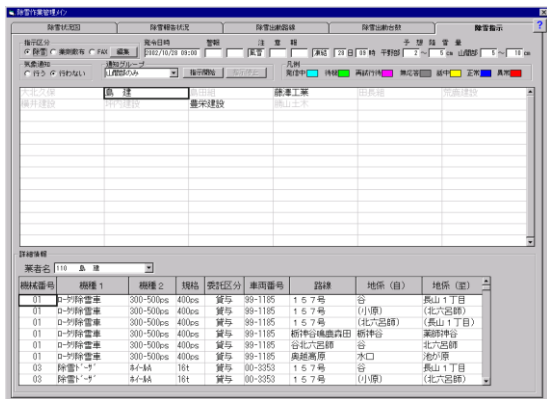 除雪作業管理ﾒｲﾝ
除雪状況図 除雪報告状況 除雪出動路線 除雪出動台数 除雪指示 ?
指示区分 発令日時 警報 注 意 報 予 想 降 雪 量
除雪 薬剤散布 FAX 編集 2002/10/28 09:00 風雪 凍結 28 日 09 時 平野部 2 ～ 5 cm 山間部 5 ～ 10 cm
気象通知 通知グループ 凡例
行う 行わない 山間部のみ 指示開始 指示中止 発信中 待機 再試行待 無応答 話中 正常 異常
大北久保 島 建 島田組 藤澤工業 田長組 荒島建設
横井建設 坪内建設 豊栄建設 勝山土木
詳細情報
業者名 110 島 建
機械番号 機種１ 機種２ 規格 委託区分 車両番号 路線 地係（自） 地係（至）
01 ﾛｰﾀﾘ除雪車 300-500ps 400ps 貸与 99-1185 １５７号 谷 長山１丁目
01 ﾛｰﾀﾘ除雪車 300-500ps 400ps 貸与 99-1185 １５７号 （小原） （北六呂師）
01 ﾛｰﾀﾘ除雪車 300-500ps 400ps 貸与 99-1185 １５７号 （北六呂師） （長山１丁目）
01 ﾛｰﾀﾘ除雪車 300-500ps 400ps 貸与 99-1185 栃神谷鳴鹿森田 栃神谷 薬師神谷
01 ﾛｰﾀﾘ除雪車 300-500ps 400ps 貸与 99-1185 谷北六呂師 谷 北六呂師
01 ﾛｰﾀﾘ除雪車 300-500ps 400ps 貸与 99-1185 奥越高原 水口 池が原
03 除雪ﾄﾞｰｻﾞ ﾎｲｰﾙA 16t 貸与 00-3353 １５７号 谷 長山１丁目
03 除雪ﾄﾞｰｻﾞ ﾎｲｰﾙA 16t 貸与 00-3353 １５７号 （小原） （北六呂師）